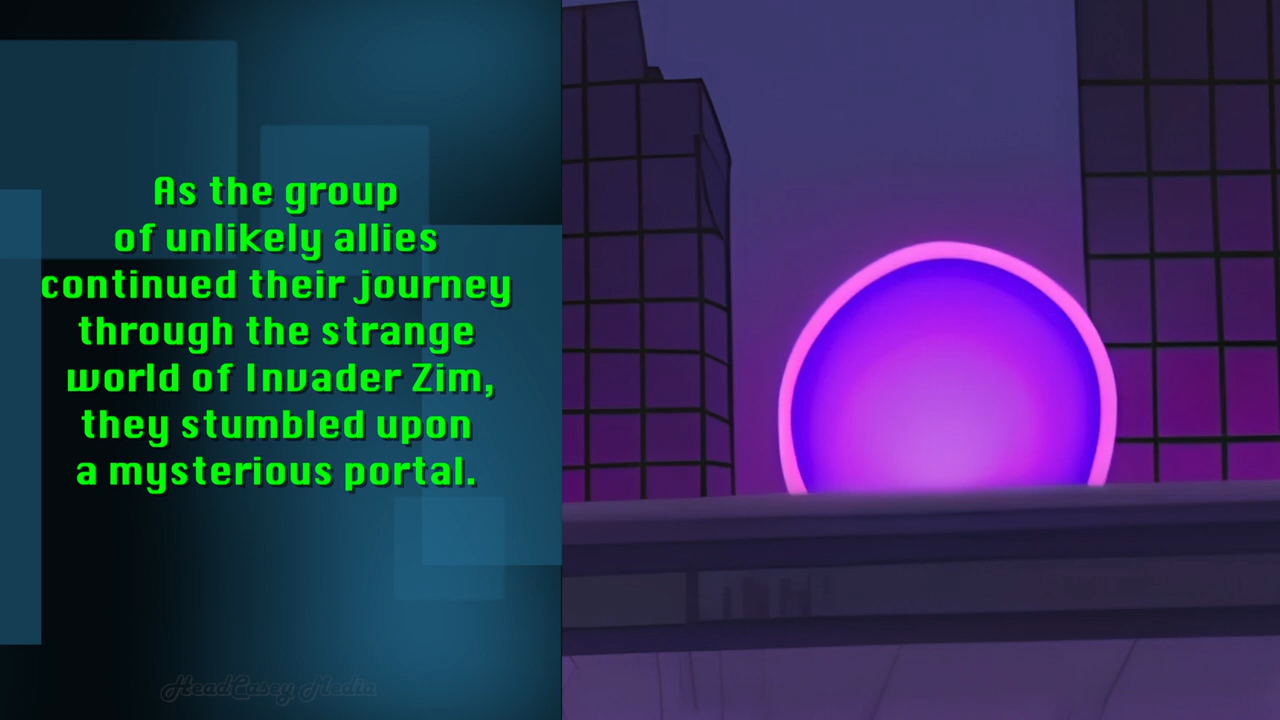 As the group
of unlikely allies
continued their journey
through the strange
world of Invader Zim,
they stumbled upon
a mysterious portal.
HeadCasey Media